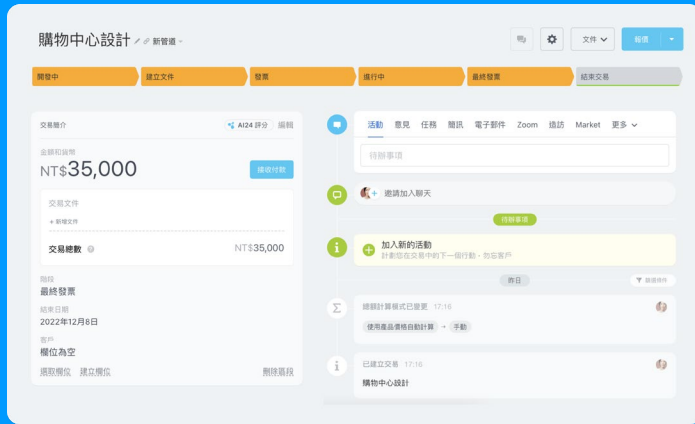 購物中心設計
新管道
文件
報價
開發中
建立文件
發票
進行中
最終發票
結束交易
交易簡介
AI24 評分
編輯
金額和貨幣
NT$35,000
接收付款
交易文件
+ 新增文件
交易總數
NT$35,000
階段
最終發票
結束日期
2022年12月8日
客戶
欄位為空
選取欄位
建立欄位
刪除區段
活動
意見
任務
簡訊
電子郵件
Zoom
造訪
Market
更多
待辦事項
邀請加入聊天
待辦事項
加入新的活動
計劃您在交易中的下一個行動,勿忘客戶
昨日
篩選條件
總額計算模式已變更 17:16
使用產品價格自動計算 → 手動
已建立交易 17:16
購物中心設計